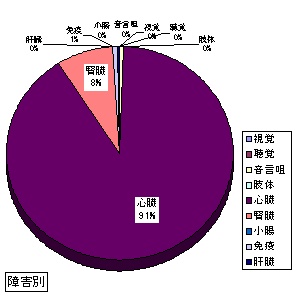 小腸 0%
音言咀 0%
視覚 0%
聴覚 0%
免疫 1%
肝臓 0%
肢体 0%
腎臓
8%
心臓
91%
視覚
聴覚
音言咀
肢体
心臓
腎臓
小腸
免疫
肝臓
障害別